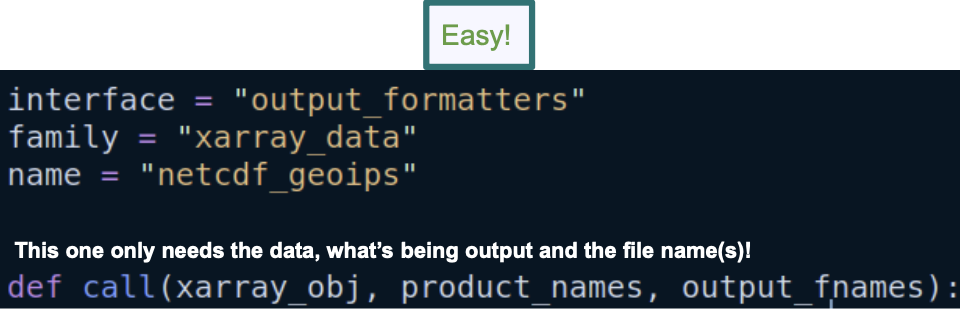 Easy!
interface = "output_formatters"
family = "xarray_data"
name = "netcdf_geoips"
This one only needs the data, what’s being output and the file name(s)!
def call(xarray_obj, product_names, output_fnames):